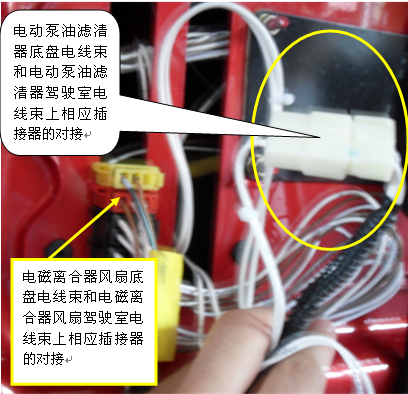 电动泵油滤清
器底盘电线束
和电动泵油滤
清器驾驶室电
线束上相应插
接器的对接
电磁离合器风扇底
盘电线束和电磁离
合器风扇驾驶室电
线束上相应插接器
的对接